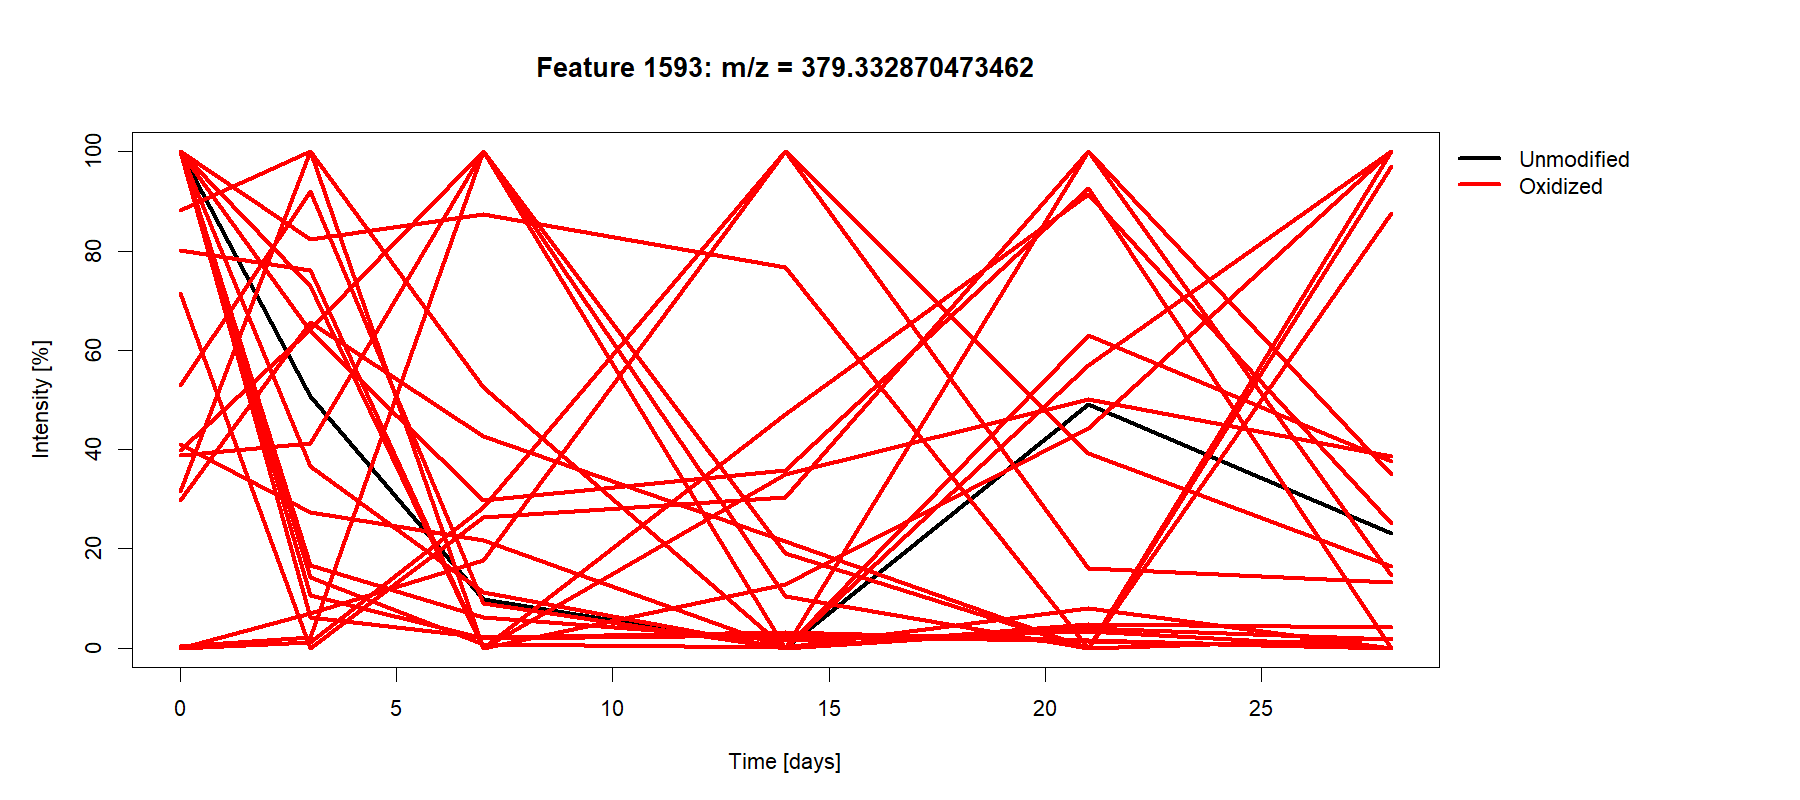 Feature 1593: m/z = 379.332870473462
Unmodified
Oxidized
Intensity [%]
100
80
60
40
20
0
0 5 10 15 20 25
Time [days]